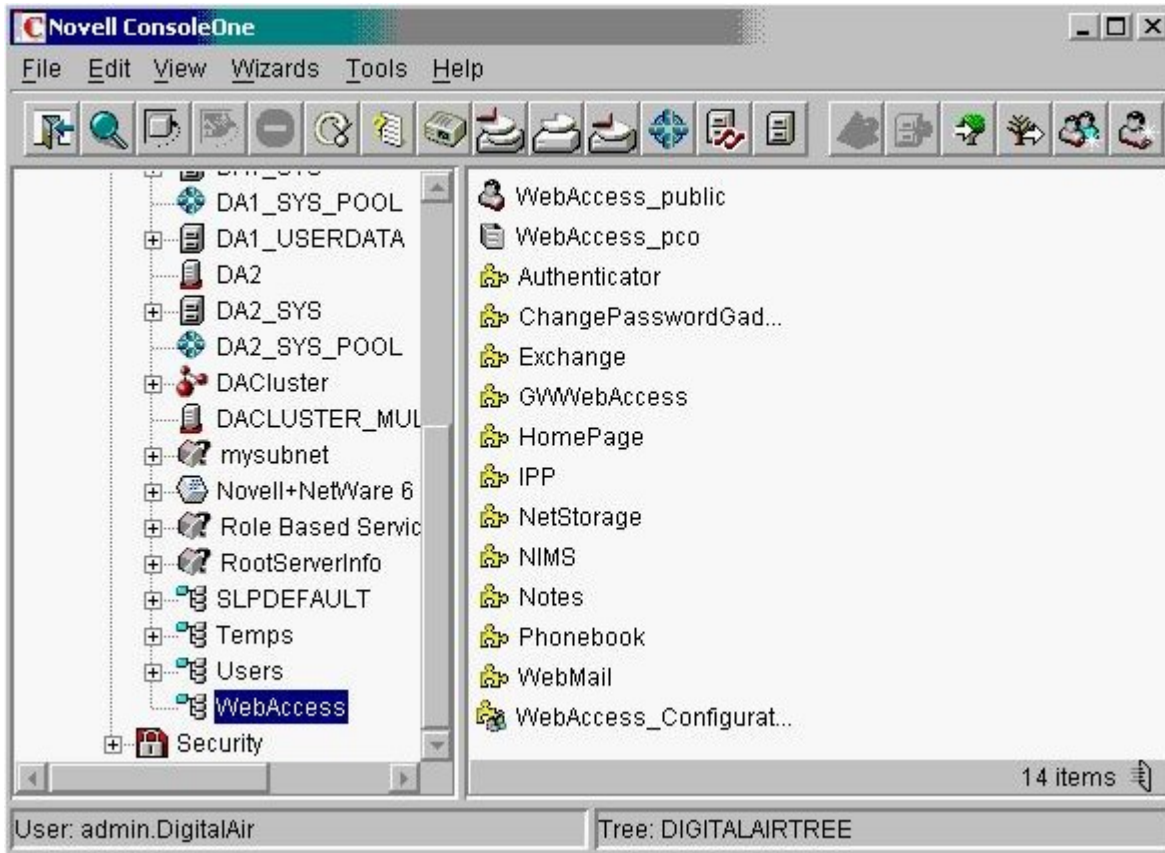 Novell ConsoleOne
File Edit View Wizards Tools Help
DA1_SYS_POOL
DA1_USERDATA
DA2
DA2_SYS
DA2_SYS_POOL
DACluster
DACLUSTER_MUL
mysubnet
Novell+NetWare 6
Role Based Servic
RootServerInfo
SLPDEFAULT
Temps
Users
WebAccess
Security
WebAccess_public
WebAccess_pco
Authenticator
ChangePasswordGad...
Exchange
GWWebAccess
HomePage
IPP
NetStorage
NIMS
Notes
Phonebook
WebMail
WebAccess_Configurat...
14 items
User: admin.DigitalAir
Tree: DIGITALAIRTREE